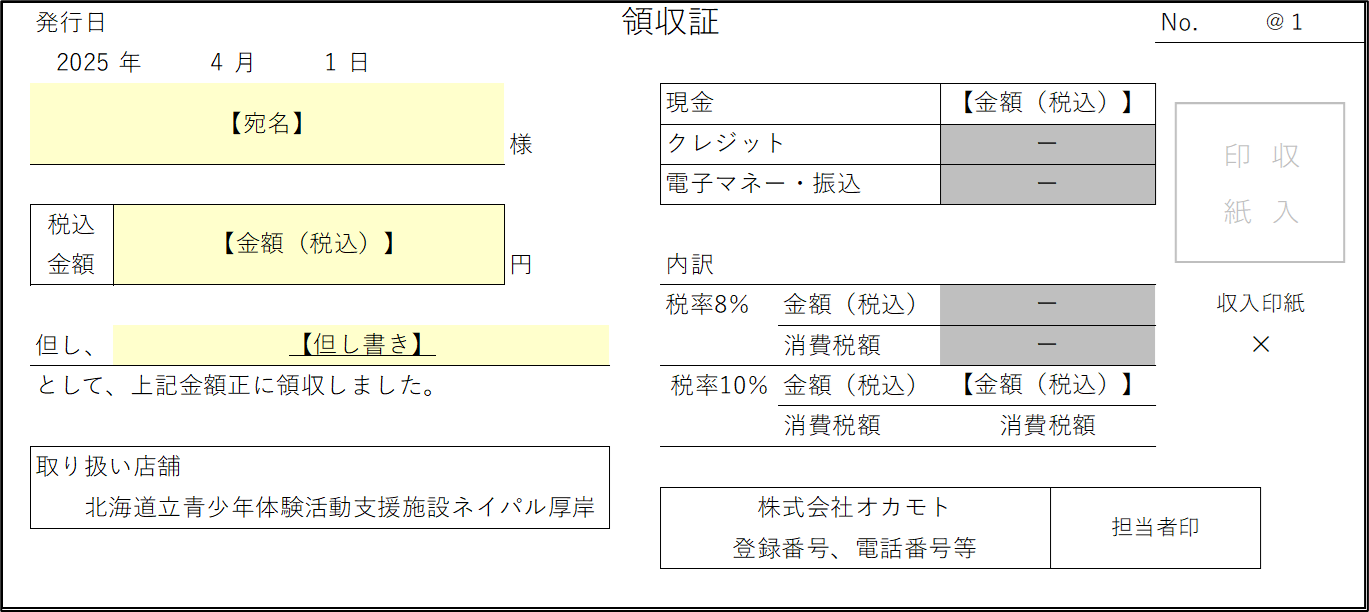 発行日
領収証
No. @1
2025 年 4 月 1 日
【宛名】
様
税込
金額
【金額（税込）】
円
但し、 【但し書き】
として、上記金額正に領収しました。
取り扱い店舗
北海道立青少年体験活動支援施設ネイパル厚岸
現金 【金額（税込）】
クレジット ー
電子マネー・振込 ー
内訳
税率8% 金額（税込） ー
消費税額 ー
税率10% 金額（税込） 【金額（税込）】
消費税額 消費税額
株式会社オカモト
登録番号、電話番号等
担当者印
印 収
紙 入
収入印紙
×